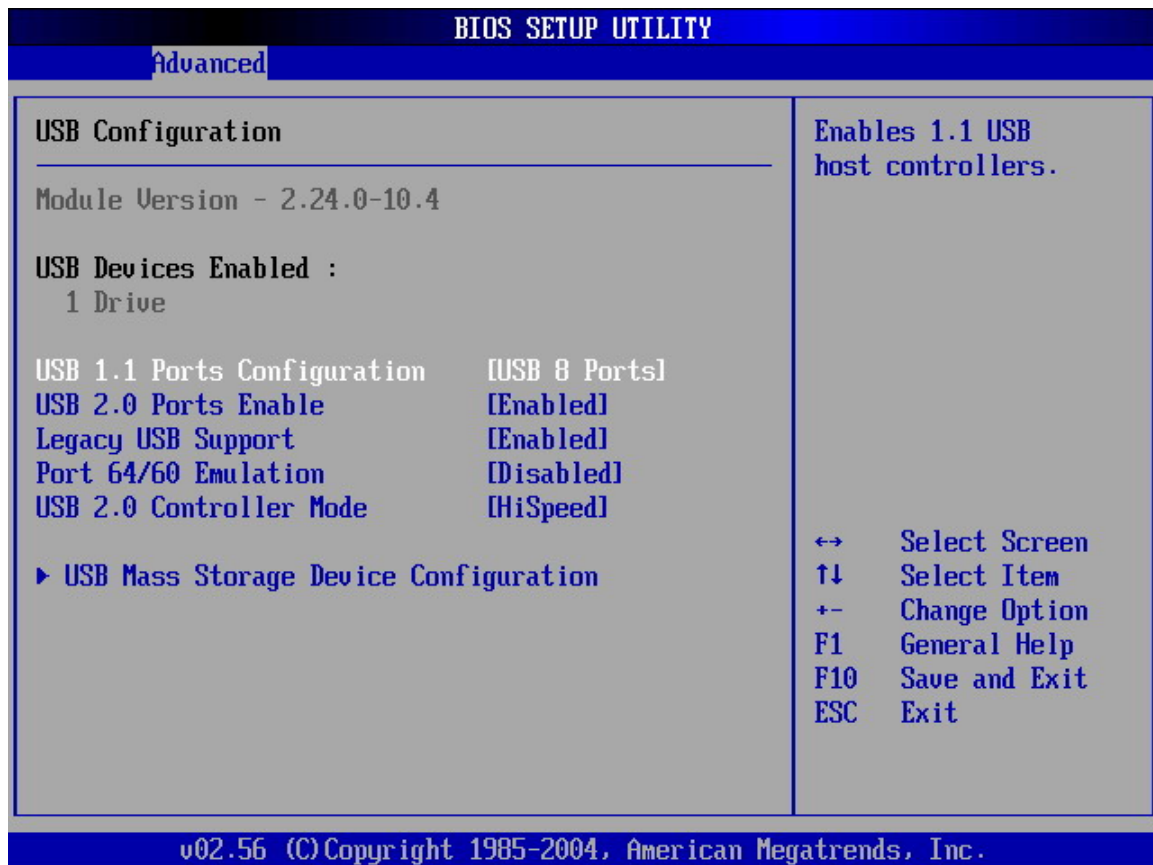 BIOS SETUP UTILITY
Advanced
USB Configuration
Module Version - 2.24.0-10.4
USB Devices Enabled :
1 Drive
USB 1.1 Ports Configuration [USB 8 Ports]
USB 2.0 Ports Enable [Enabled]
Legacy USB Support [Enabled]
Port 64/60 Emulation [Disabled]
USB 2.0 Controller Mode [HiSpeed]
▶ USB Mass Storage Device Configuration
Enables 1.1 USB
host controllers.
↔ Select Screen
↑↓ Select Item
+- Change Option
F1 General Help
F10 Save and Exit
ESC Exit
v02.56 (C)Copyright 1985-2004, American Megatrends, Inc.